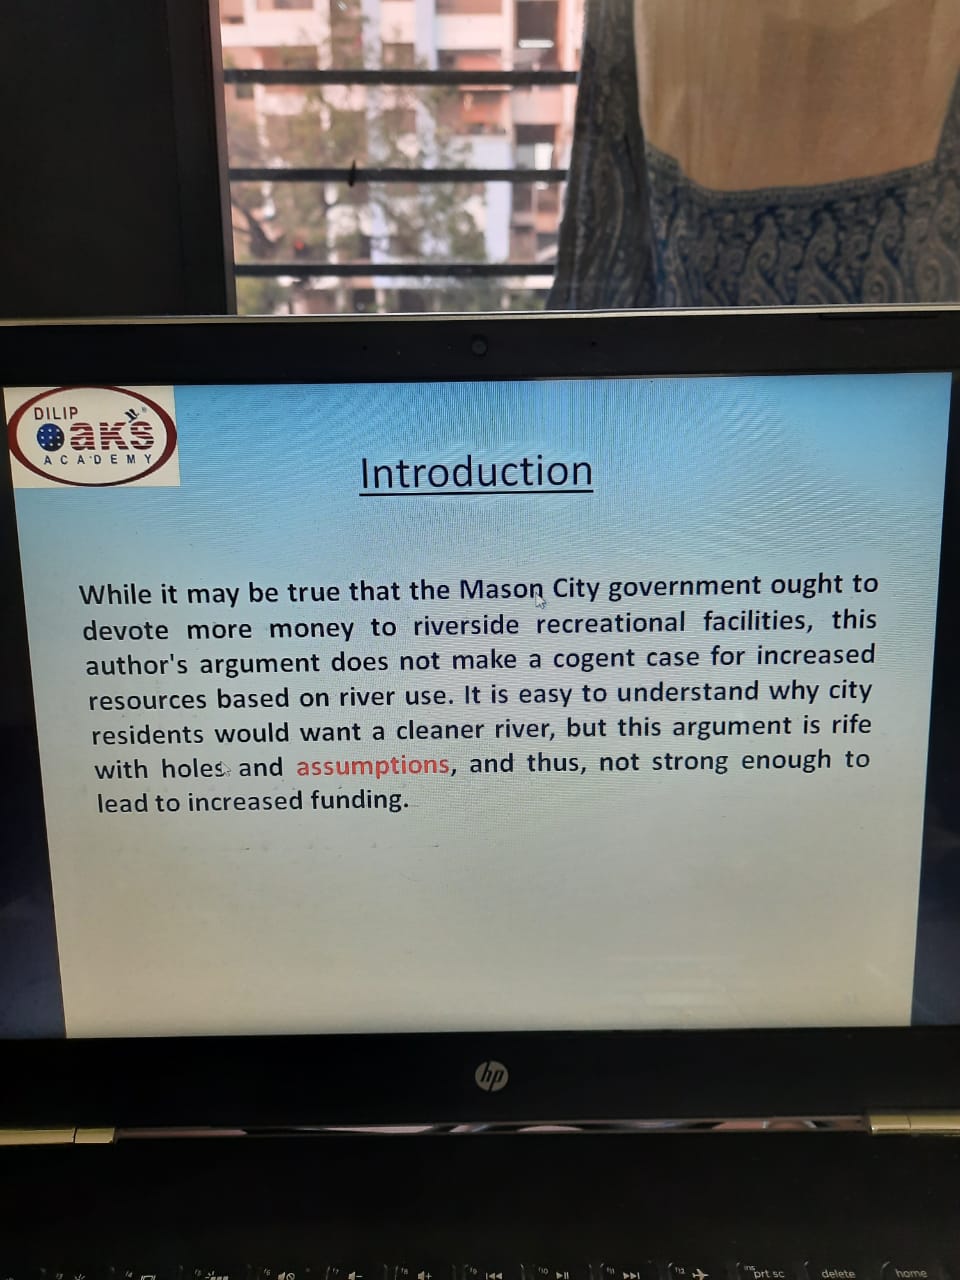 DILIP
Oaks
ACADEMY
Introduction
While it may be true that the Mason City government ought to
devote more money to riverside recreational facilities, this
author's argument does not make a cogent case for increased
resources based on river use. It is easy to understand why city
residents would want a cleaner river, but this argument is rife
with holes and assumptions, and thus, not strong enough to
lead to increased funding.
hp
prt sc
delete
home